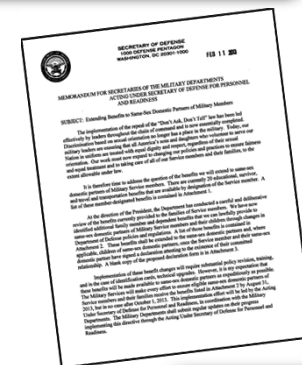 SECRETARY OF DEFENSE
1000 DEFENSE PENTAGON
WASHINGTON, DC 20301-1000
FEB 11 2013
MEMORANDUM FOR SECRETARIES OF THE MILITARY DEPARTMENTS
ACTING UNDER SECRETARY OF DEFENSE FOR PERSONNEL
AND READINESS
SUBJECT: Extending Benefits to Same-Sex Domestic Partners of Military Members
The implementation of the repeal of the "Don't Ask, Don't Tell" law has been led
effectively by leaders throughout the chain of command and is now essentially completed.
Discrimination based on sexual orientation no longer has a place in the military. Today, our
military leaders are ensuring that all America's sons and daughters who volunteer to serve our
Nation in uniform are treated with equal dignity and respect, regardless of their sexual
orientation. Our work must now expand to changing our policies and practices to ensure fairness
and equal treatment and to taking care of all of our Service members and their families, to the
extent allowable under law.
It is therefore time to address the question of the benefits we will extend to same-sex
domestic partners of Military Service members. There are currently 20 educational, survivor,
and travel and transportation benefits that are available by designation of the Service member. A
list of these member-designated benefits is contained in Attachment 1.
At the direction of the President, the Department has conducted a careful and deliberative
review of the benefits currently provided to the families of Service members. We have now
identified additional family member and dependent benefits that we can lawfully provide to
same-sex domestic partners of Military Service members and their children through changes in
Department of Defense policies and regulations. A list of these benefits is contained in
Attachment 2. These benefits shall be extended to the same-sex domestic partners and, where
applicable, children of same-sex domestic partners, once the Service member and their same-sex
domestic partner have signed a declaration attesting to the existence of their committed
relationship. A blank copy of the proposed declaration form is in Attachment 3.
Implementation of these benefits changes will require substantial policy revision, training,
and in the case of identification cards, technical upgrades. However, it is my expectation that
these benefits will be made available to same-sex domestic partners as expeditiously as possible.
The Military Services will make every effort to ensure eligible same-sex domestic partners of
Service members and their families receive the benefits listed in Attachment 2 by August 31,
2013, but in no case after October 1, 2013. This implementation effort will be led by the Acting
Under Secretary of Defense for Personnel and Readiness, in coordination with the Military
Departments. The Military Departments shall submit regular updates on their progress
implementing this directive through the Acting Under Secretary of Defense for Personnel and
Readiness.